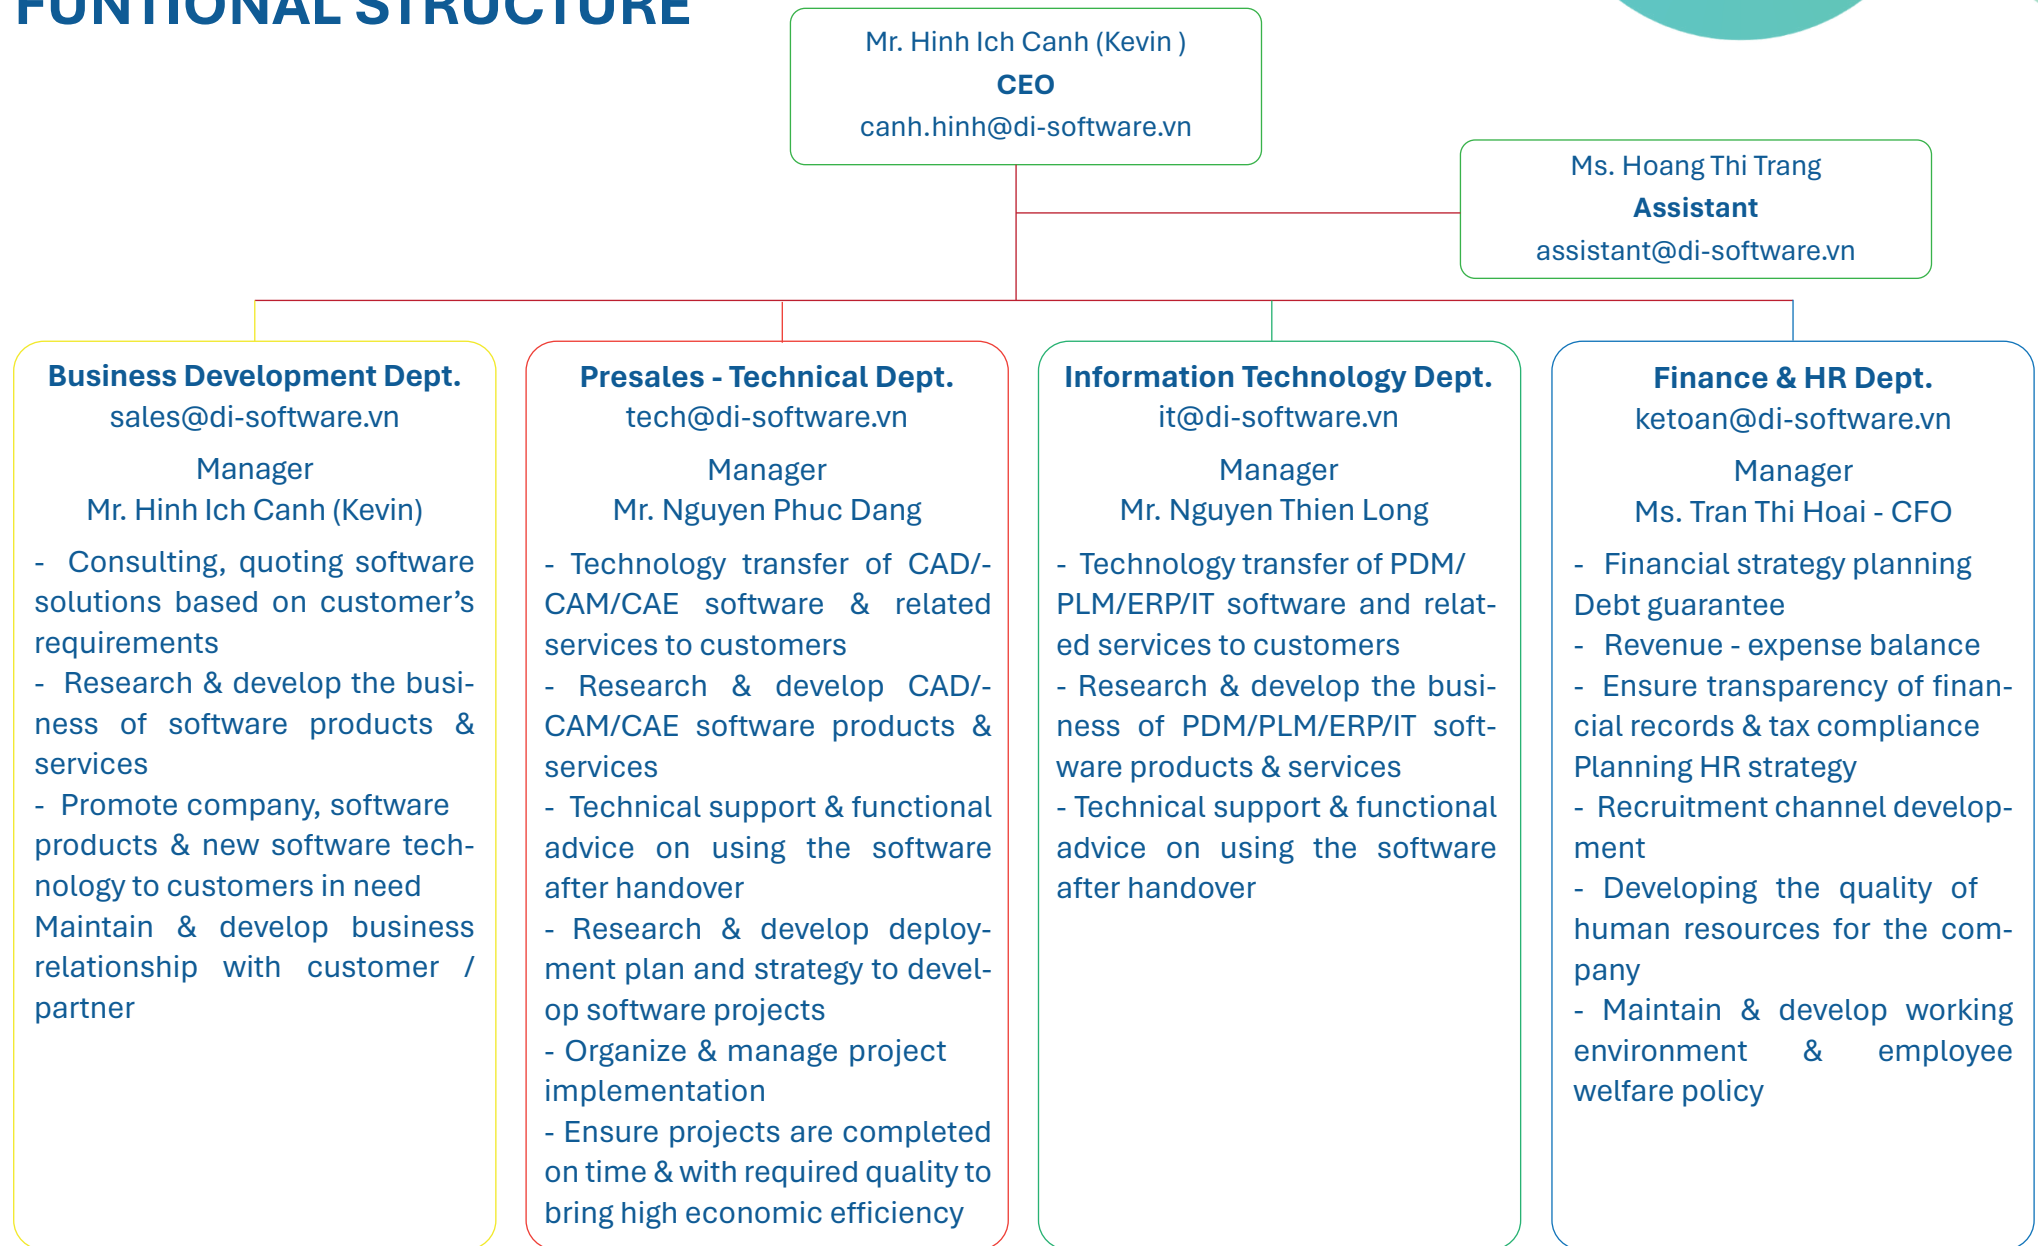 FUNTIONAL STRUCTURE
Mr. Hinh Ich Canh (Kevin )
CEO
canh.hinh@di-software.vn
Ms. Hoang Thi Trang
Assistant
assistant@di-software.vn
Business Development Dept.
sales@di-software.vn
Manager
Mr. Hinh Ich Canh (Kevin)
- Consulting, quoting software
solutions based on customer’s
requirements
- Research & develop the busi-
ness of software products &
services
- Promote company, software
products & new software tech-
nology to customers in need
Maintain & develop business
relationship with customer /
partner
Presales - Technical Dept.
tech@di-software.vn
Manager
Mr. Nguyen Phuc Dang
- Technology transfer of CAD/-
CAM/CAE software & related
services to customers
- Research & develop CAD/-
CAM/CAE software products &
services
- Technical support & functional
advice on using the software
after handover
- Research & develop deploy-
ment plan and strategy to devel-
op software projects
- Organize & manage project
implementation
- Ensure projects are completed
on time & with required quality to
bring high economic efficiency
Information Technology Dept.
it@di-software.vn
Manager
Mr. Nguyen Thien Long
- Technology transfer of PDM/
PLM/ERP/IT software and relat-
ed services to customers
- Research & develop the busi-
ness of PDM/PLM/ERP/IT soft-
ware products & services
- Technical support & functional
advice on using the software
after handover
Finance & HR Dept.
ketoan@di-software.vn
Manager
Ms. Tran Thi Hoai - CFO
- Financial strategy planning
Debt guarantee
- Revenue - expense balance
- Ensure transparency of finan-
cial records & tax compliance
Planning HR strategy
- Recruitment channel develop-
ment
- Developing the quality of
human resources for the com-
pany
- Maintain & develop working
environment & employee
welfare policy